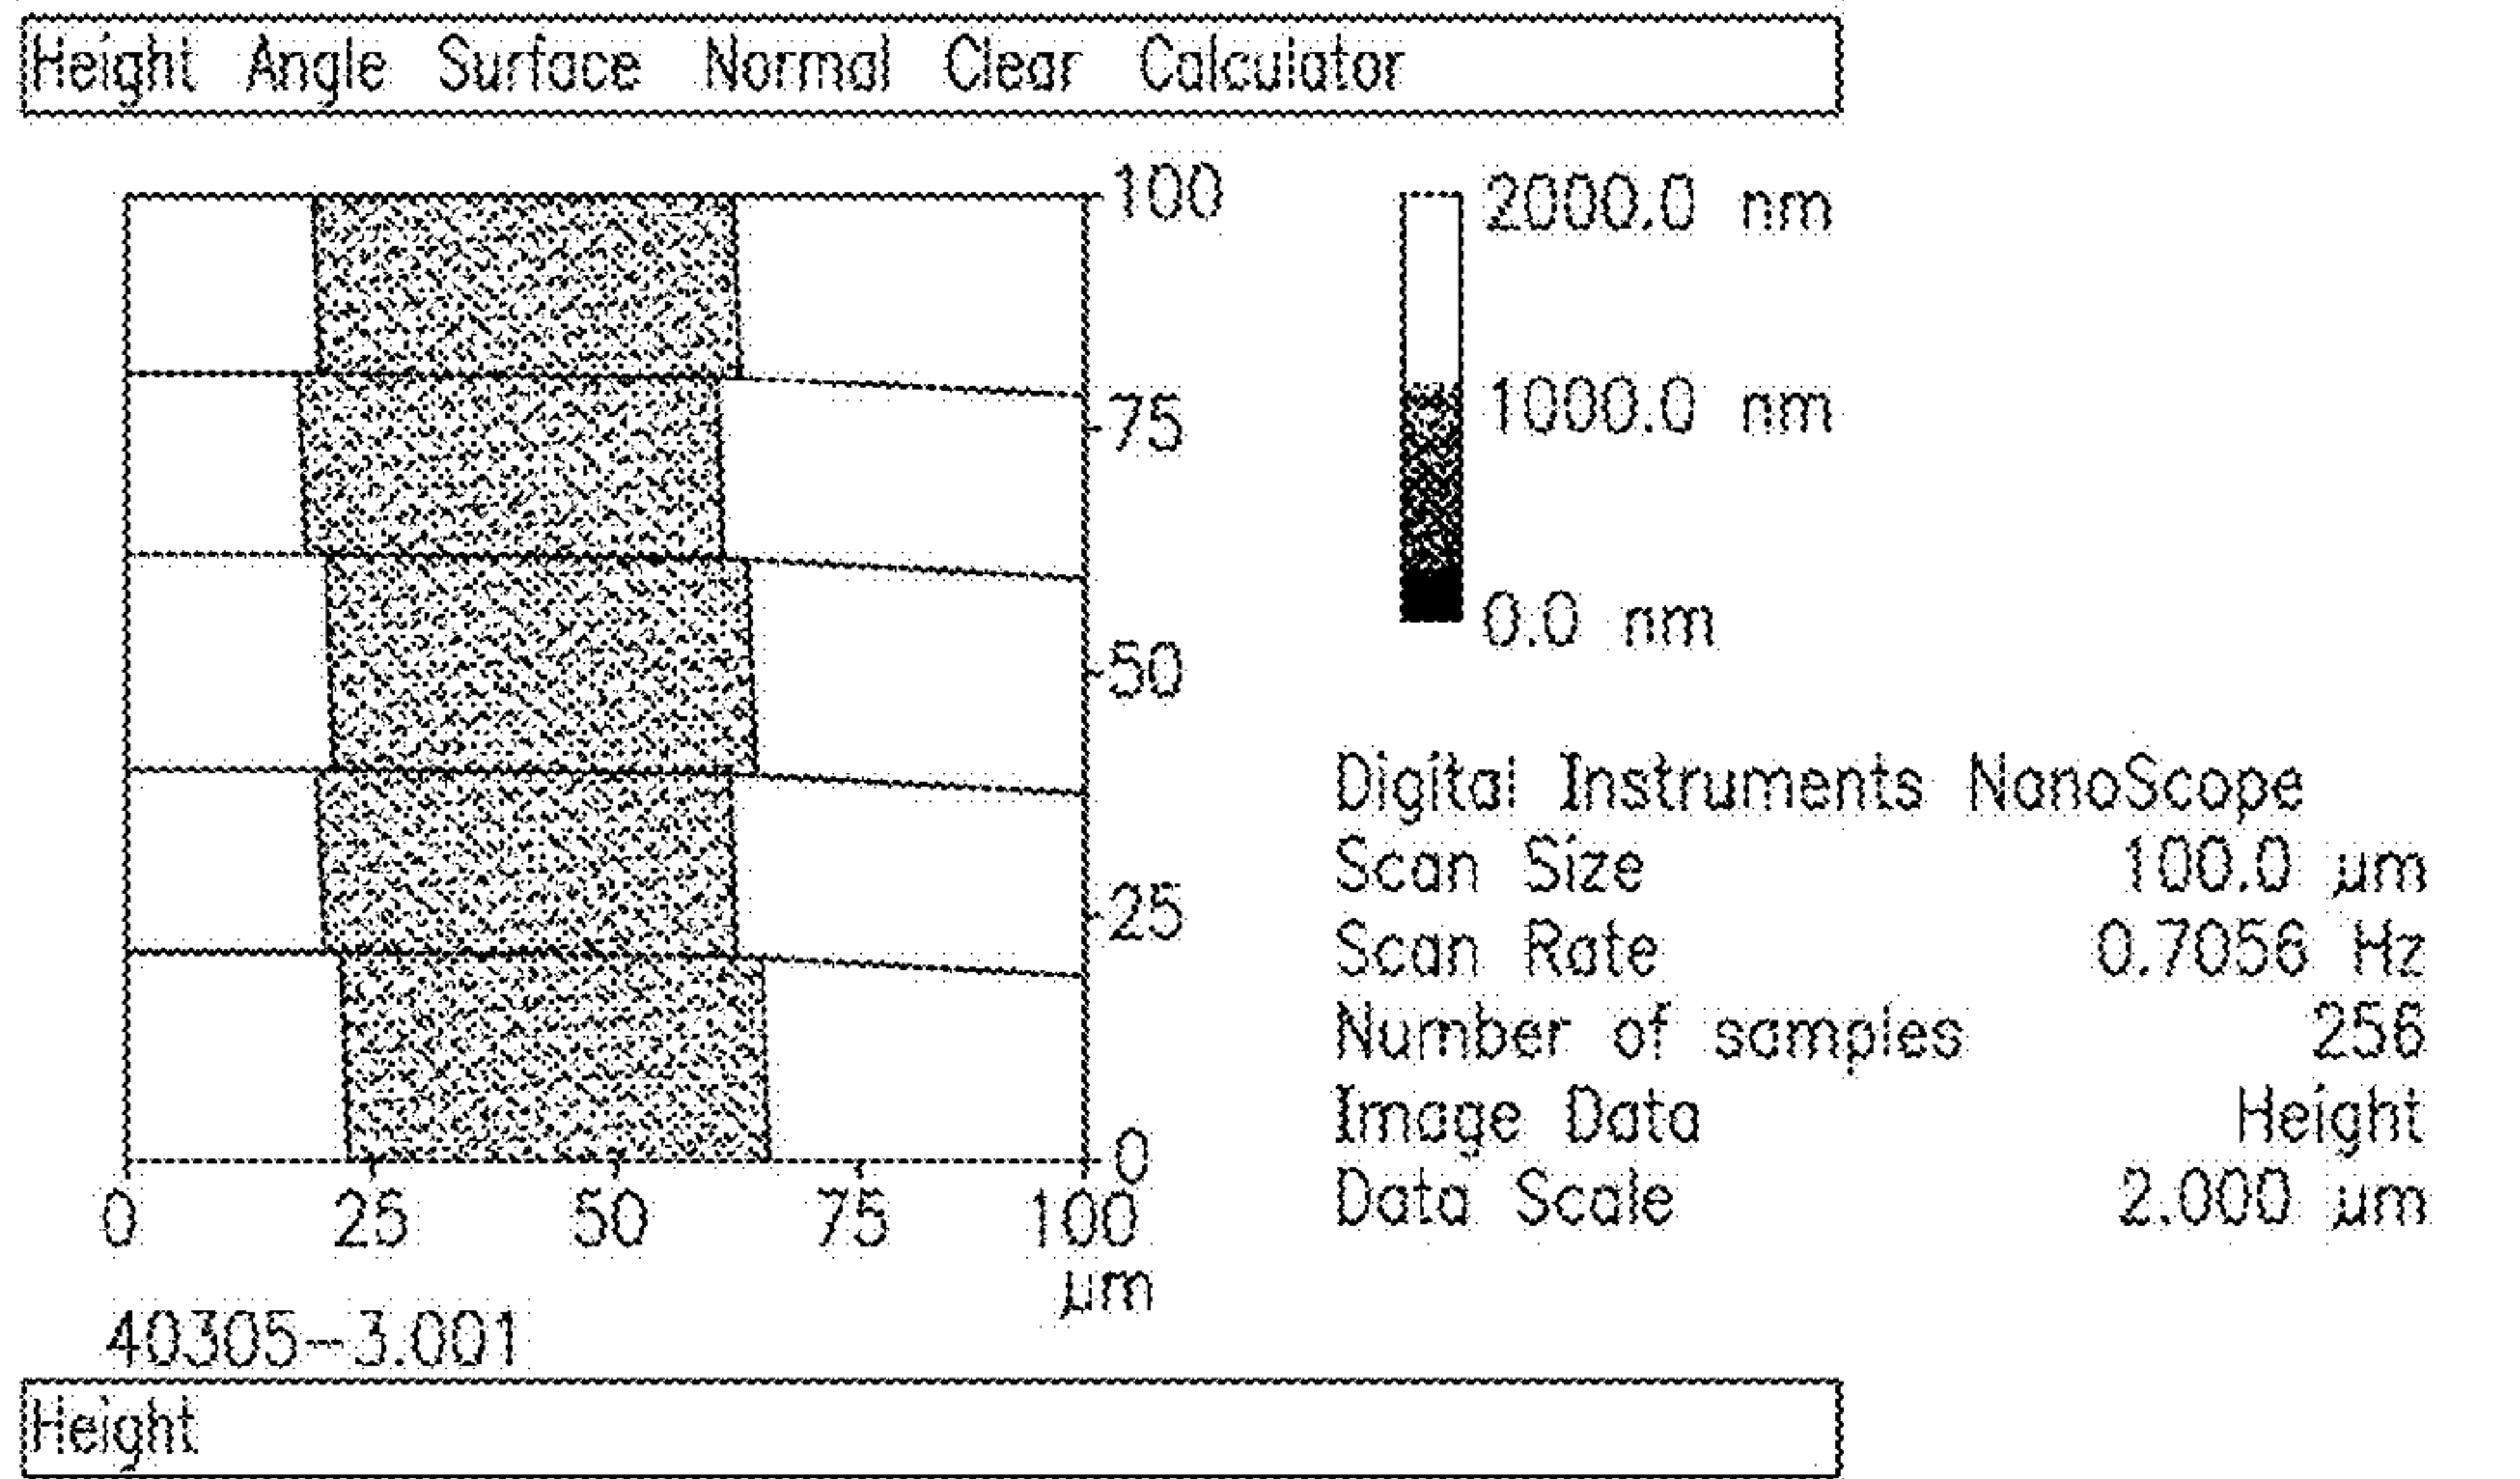 Height Angle Surface Normal Clear Calculator
100
75
50
25
0
0 25 50 75 100
µm
40305-3.001
2000.0 nm
1000.0 nm
0.0 nm
Digital Instruments NanoScope
Scan Size 100.0 µm
Scan Rate 0.7056 Hz
Number of samples 256
Image Data Height
Data Scale 2.000 µm
Height